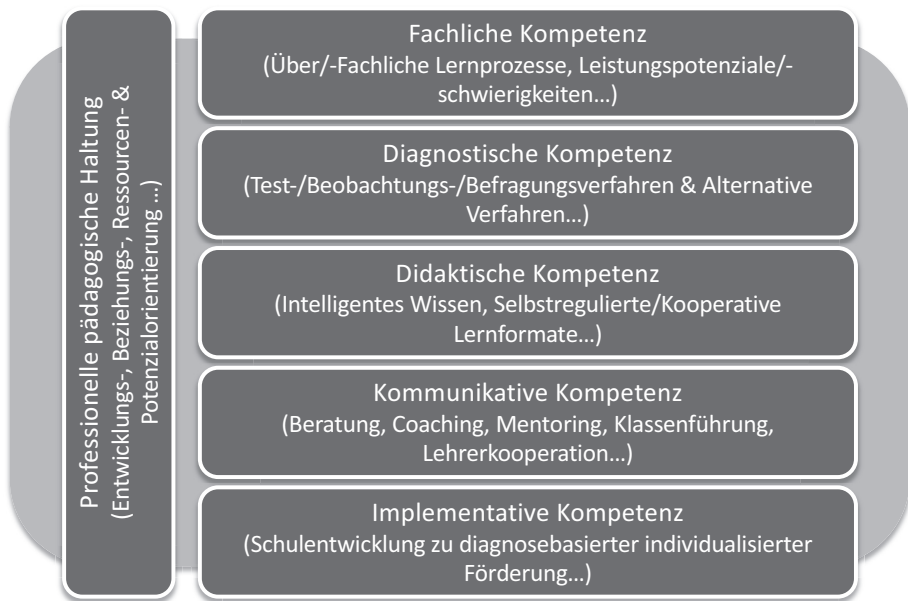 Professionelle pädagogische Haltung
(Entwicklungs-, Beziehungs-, Ressourcen- &
Potenzialorientierung ...)
Fachliche Kompetenz
(Über/-Fachliche Lernprozesse, Leistungspotenziale/-
schwierigkeiten...)
Diagnostische Kompetenz
(Test-/Beobachtungs-/Befragungsverfahren & Alternative
Verfahren...)
Didaktische Kompetenz
(Intelligentes Wissen, Selbstregulierte/Kooperative
Lernformate...)
Kommunikative Kompetenz
(Beratung, Coaching, Mentoring, Klassenführung,
Lehrerkooperation...)
Implementative Kompetenz
(Schulentwicklung zu diagnosebasierter individualisierter
Förderung...)